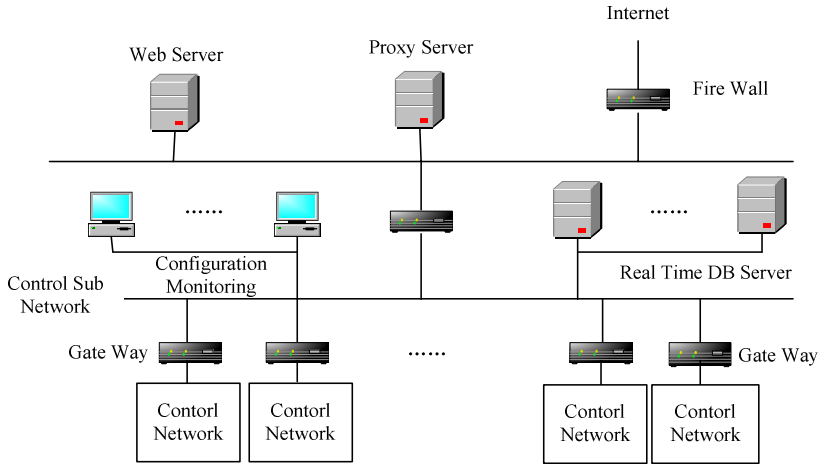 Internet
Web Server
Proxy Server
Fire Wall
......
......
Configuration
Monitoring
Real Time DB Server
Control Sub
Network
Gate Way
......
Gate Way
Contorl
Network
Contorl
Network
Contorl
Network
Contorl
Network